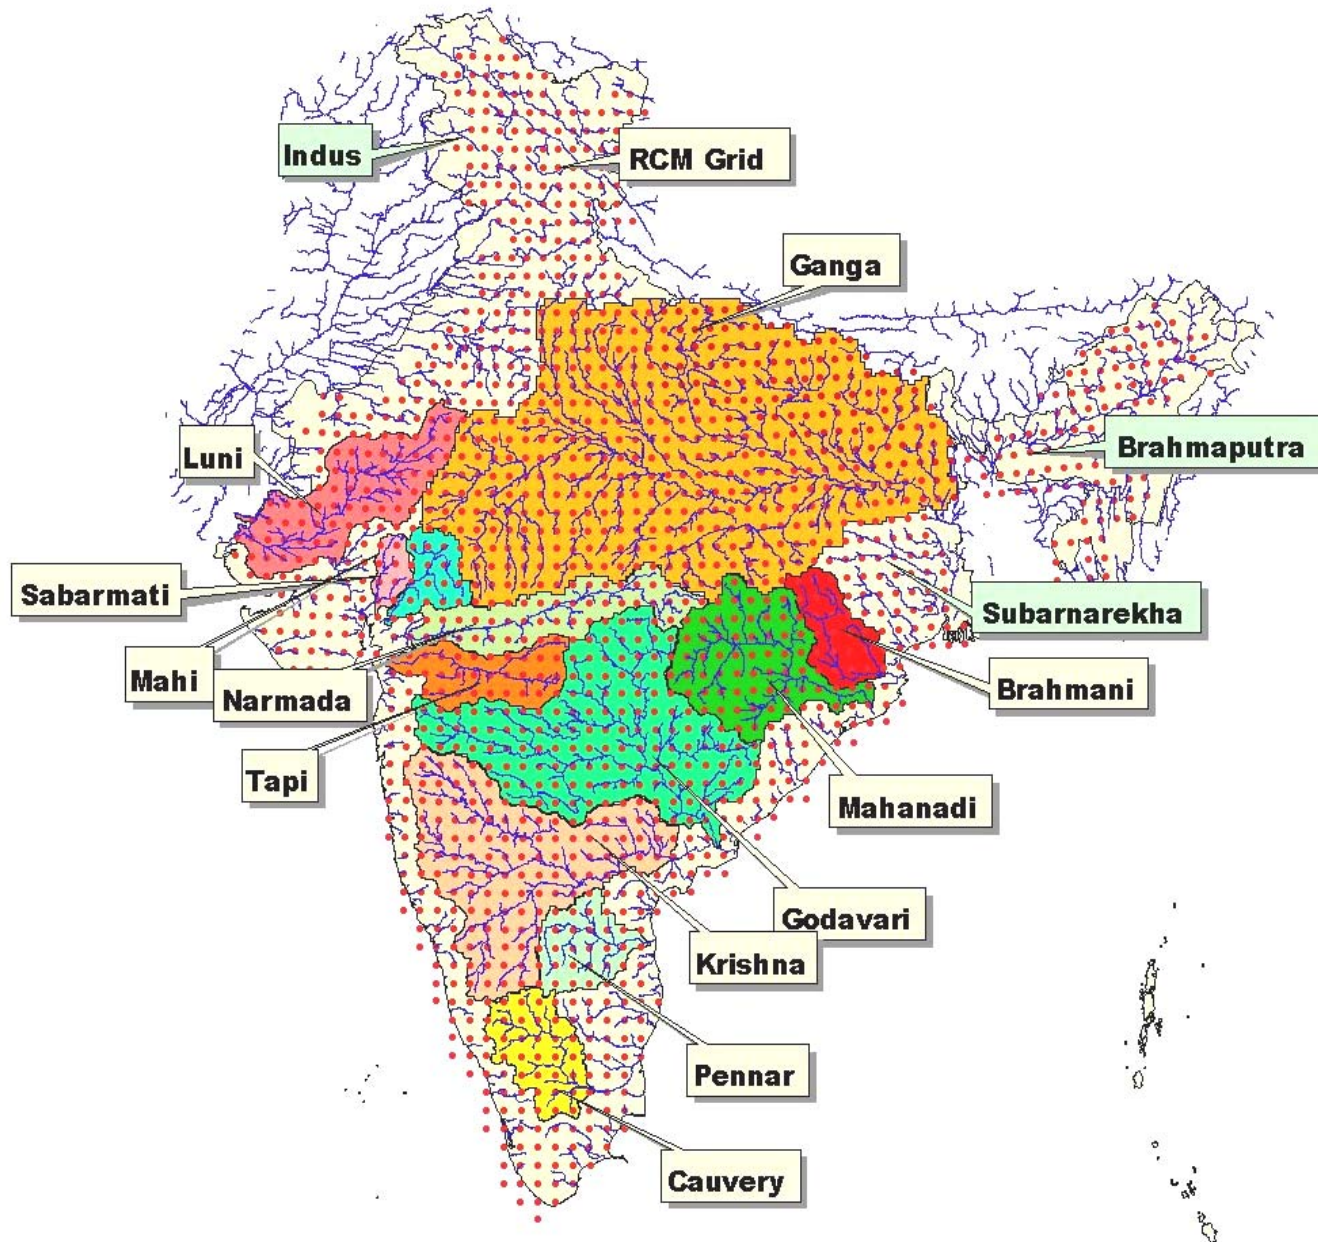 Indus
RCM Grid
Ganga
Luni
Brahmaputra
Sabarmati
Subarnarekha
Mahi
Narmada
Brahmani
Tapi
Mahanadi
Godavari
Krishna
Pennar
Cauvery